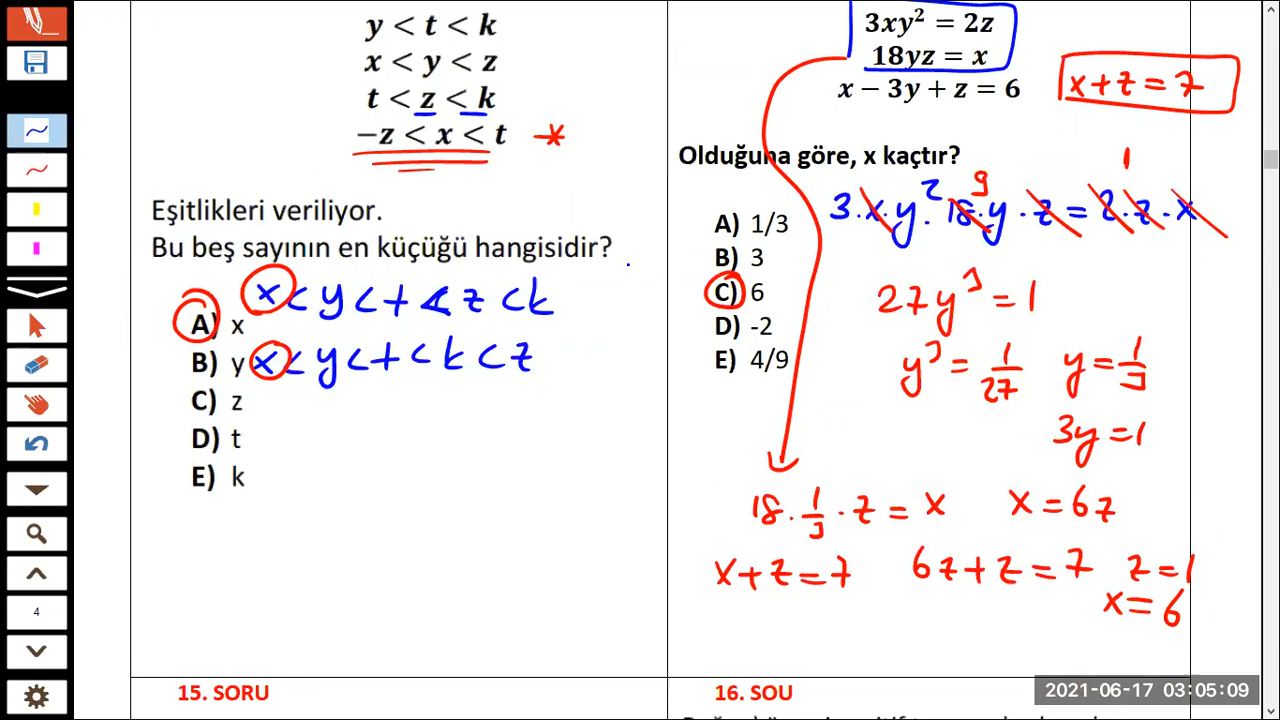 y < t < k
x < y < z
t < z < k
−z < x < t *
Eşitlikleri veriliyor.
Bu beş sayının en küçüğü hangisidir?
x < y < t < z < k
A) x
x < y < t < k < z
B) y
C) z
D) t
E) k
15. SORU
3xy² = 2z
18yz = x
x − 3y + z = 6
x + z = 7
Olduğuna göre, x kaçtır?
3.x.y². 18.y.z = 2.z.x
9
1
A) 1/3
B) 3
C) 6
D) -2
E) 4/9
27y³ = 1
y³ = 1/27 y = 1/3
3y = 1
18. 1/3 . z = x x = 6z
x + z = 7 6z + z = 7 z = 1
x = 6
16. SOU
4
2021-06-17 03:05:09